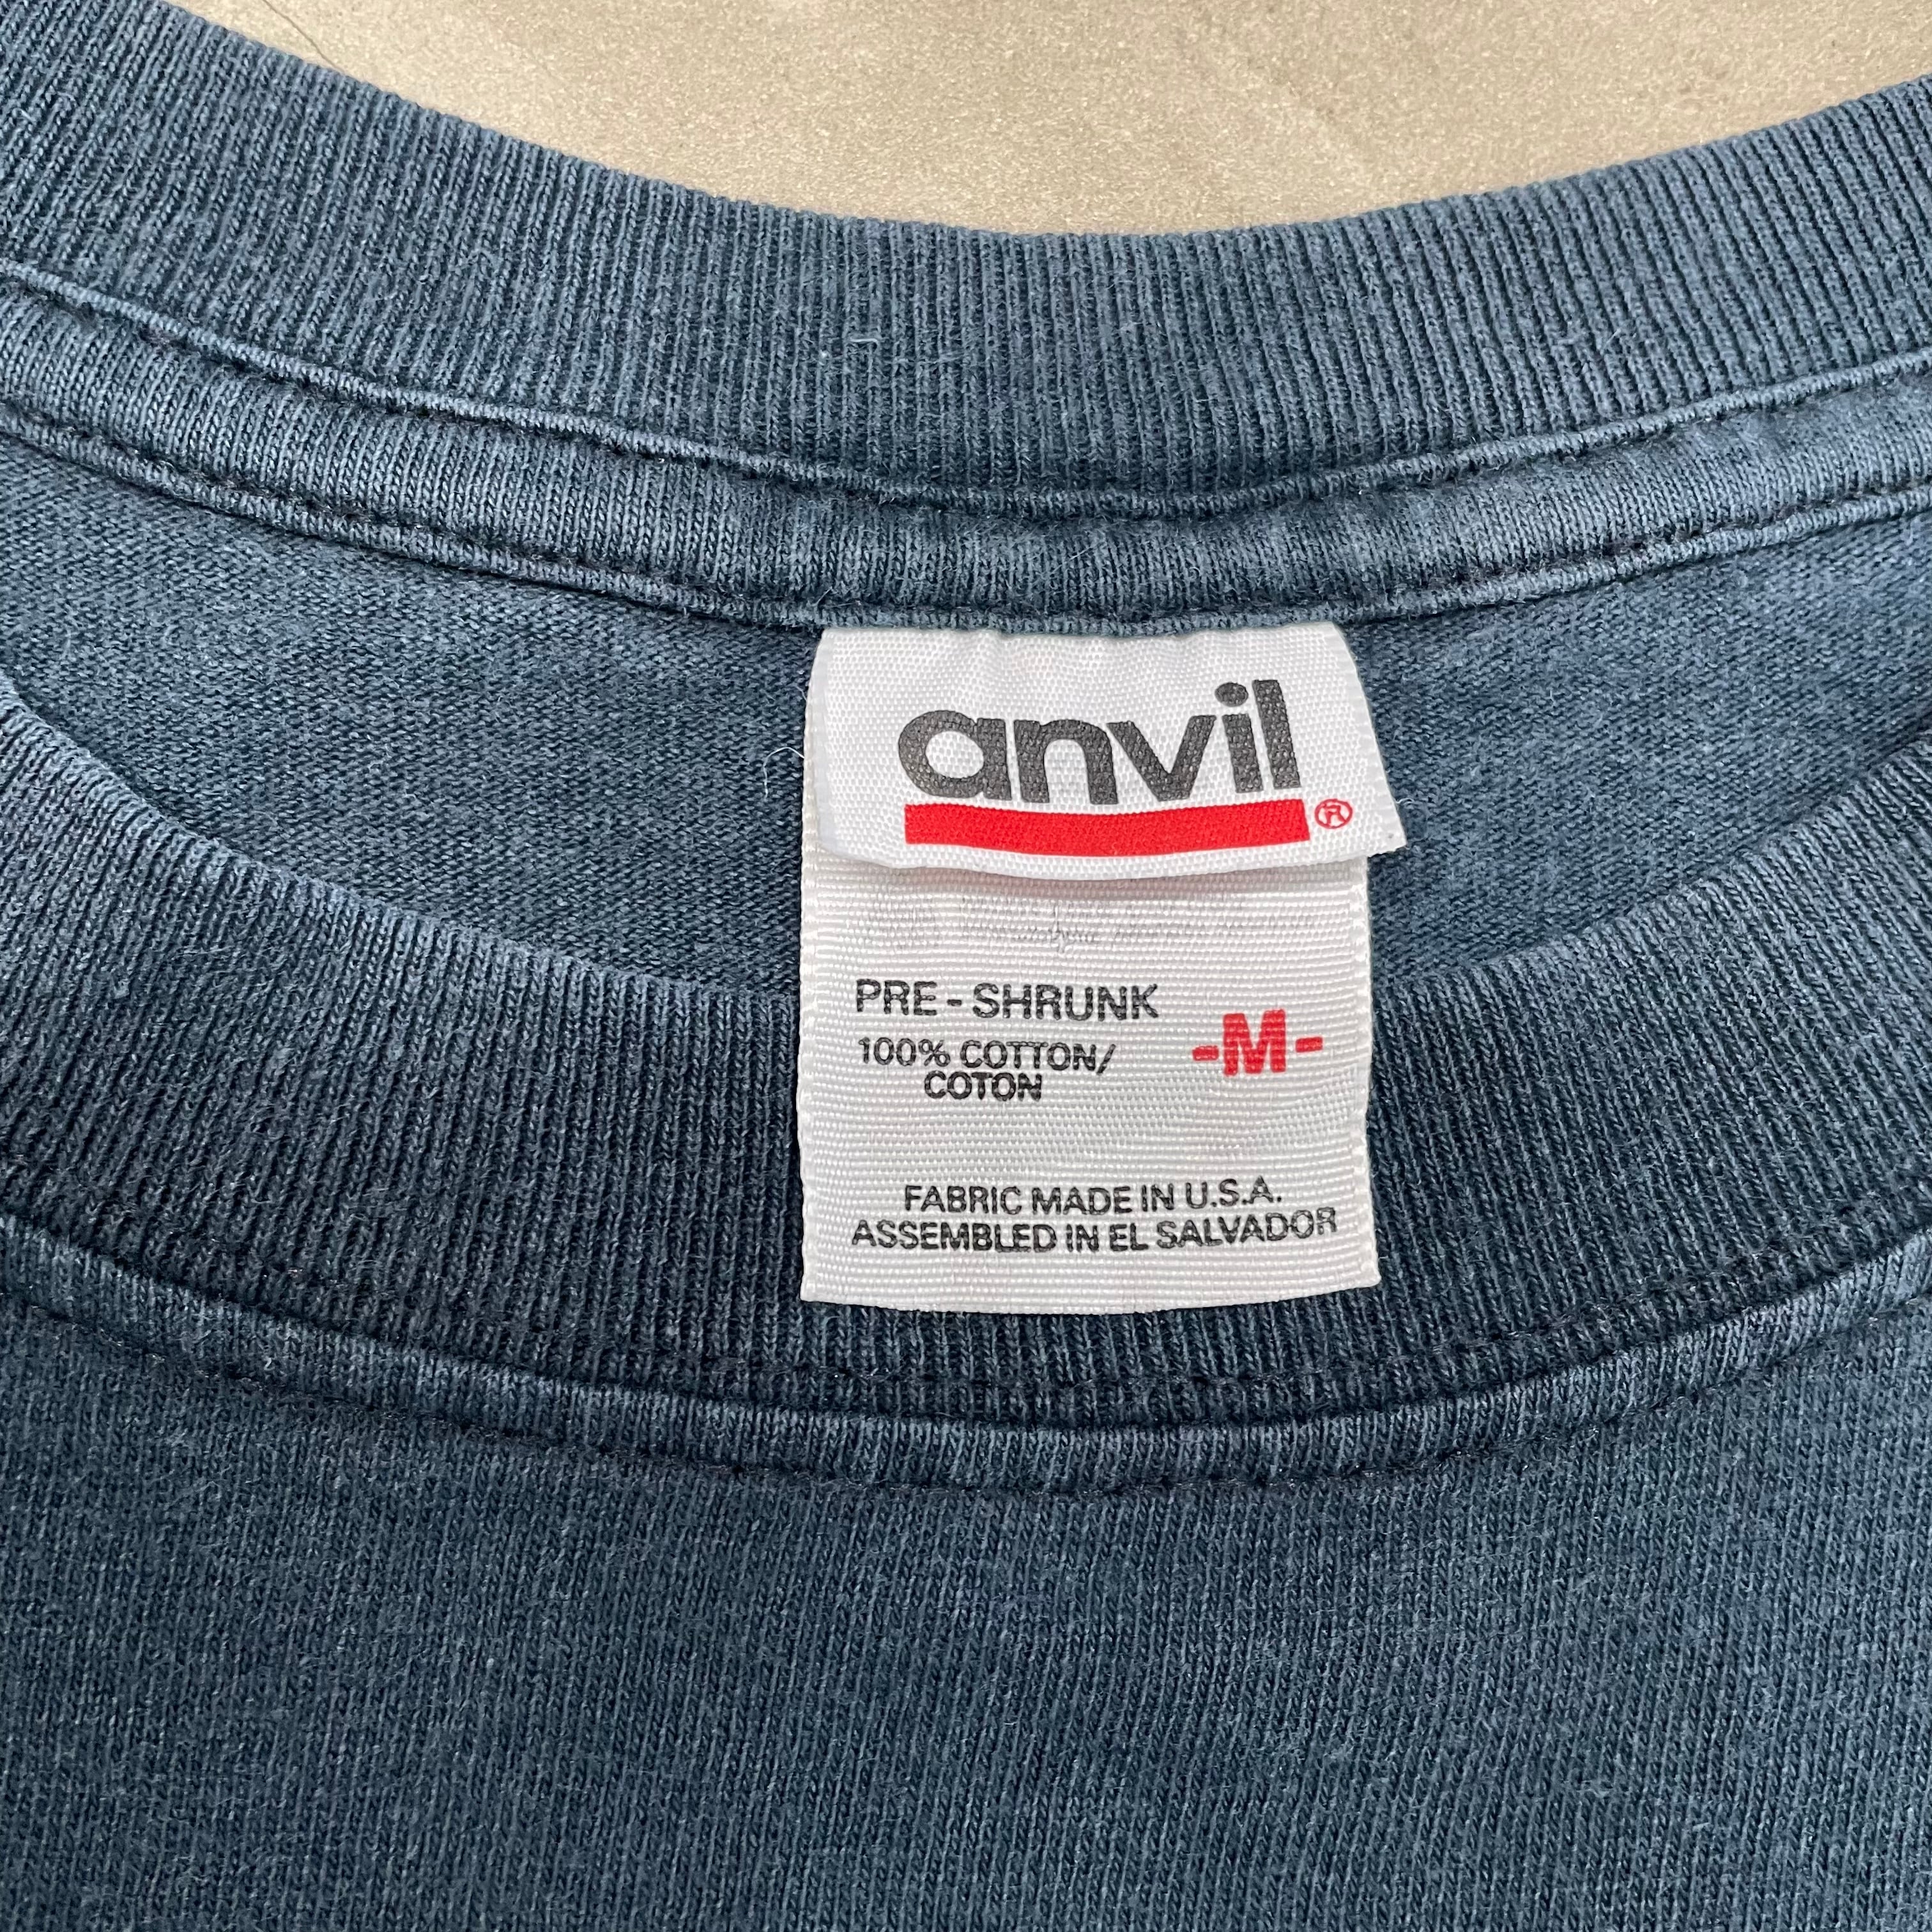 anvil®
PRE-SHRUNK
-M-
100% COTTON/
COTON
FABRIC MADE IN U.S.A.
ASSEMBLED IN EL SALVADOR